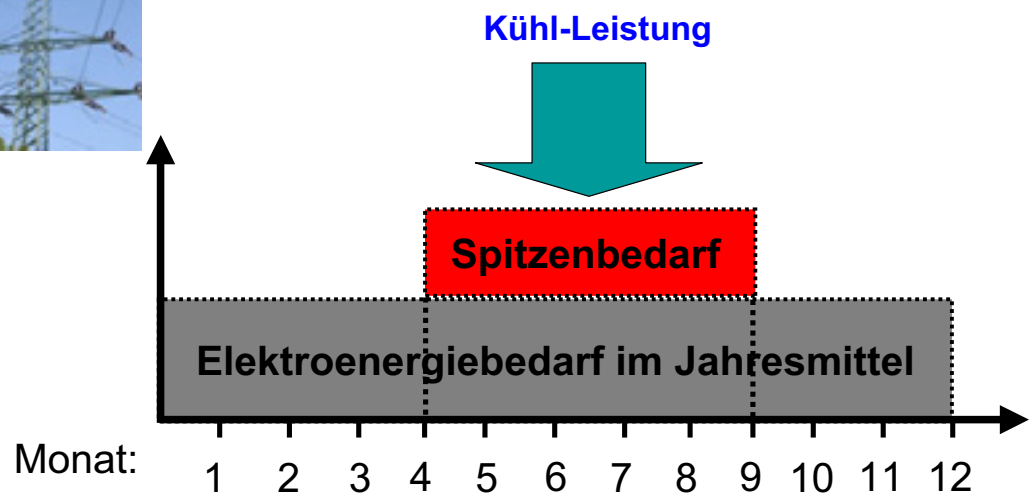 Kühl-Leistung
Spitzenbedarf
Elektroenergiebedarf im Jahresmittel
Monat: 1 2 3 4 5 6 7 8 9 10 11 12